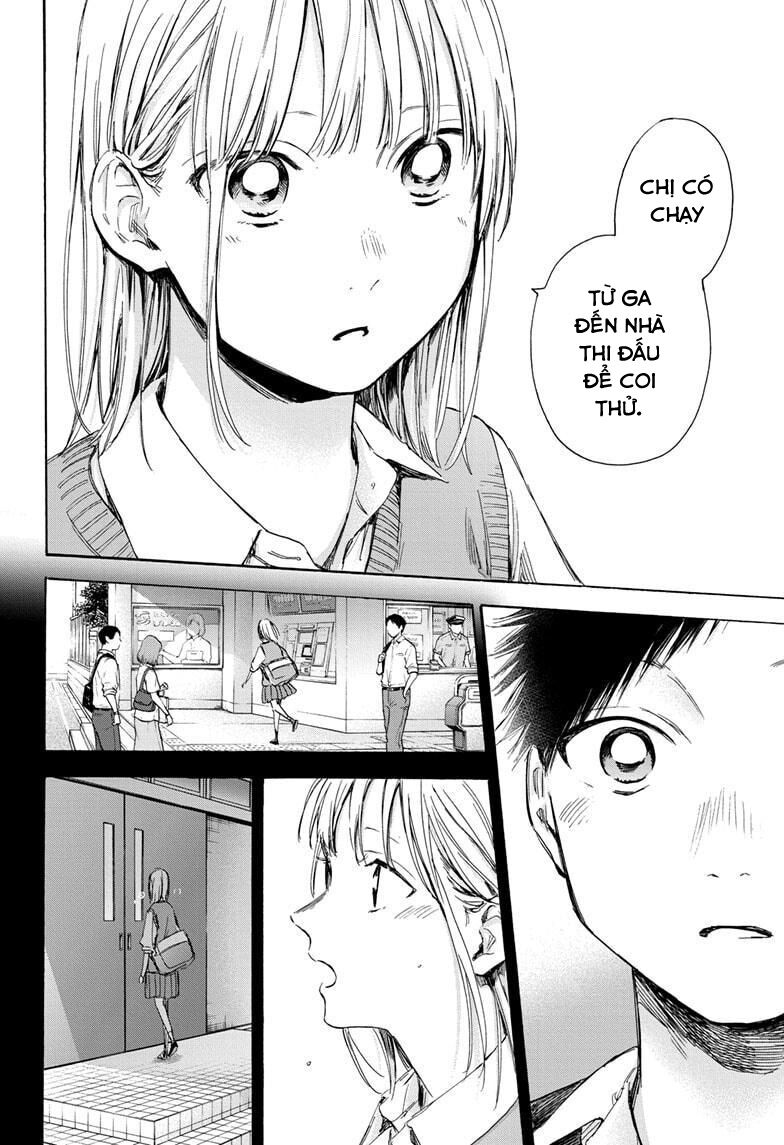 CHỊ CÓ
CHẠY
TỪ GA
ĐẾN NHÀ
THI ĐẤU
ĐỂ COI
THỬ.